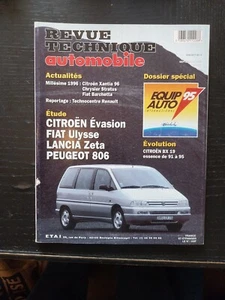 REVUE
TECHNIQUE
automobile
Actualités
Millésime 1996 : Citroën Xantia 96
Chrysler Stratus
Fiat Barchetta
Reportage : Technocentre Renault
Dossier spécial
EQUIP
AUTO
95
Étude
CITROËN Évasion
FIAT Ulysse
LANCIA Zeta
PEUGEOT 806
Évolution
CITROËN BX 19
essence de 91 à 95
ETAI